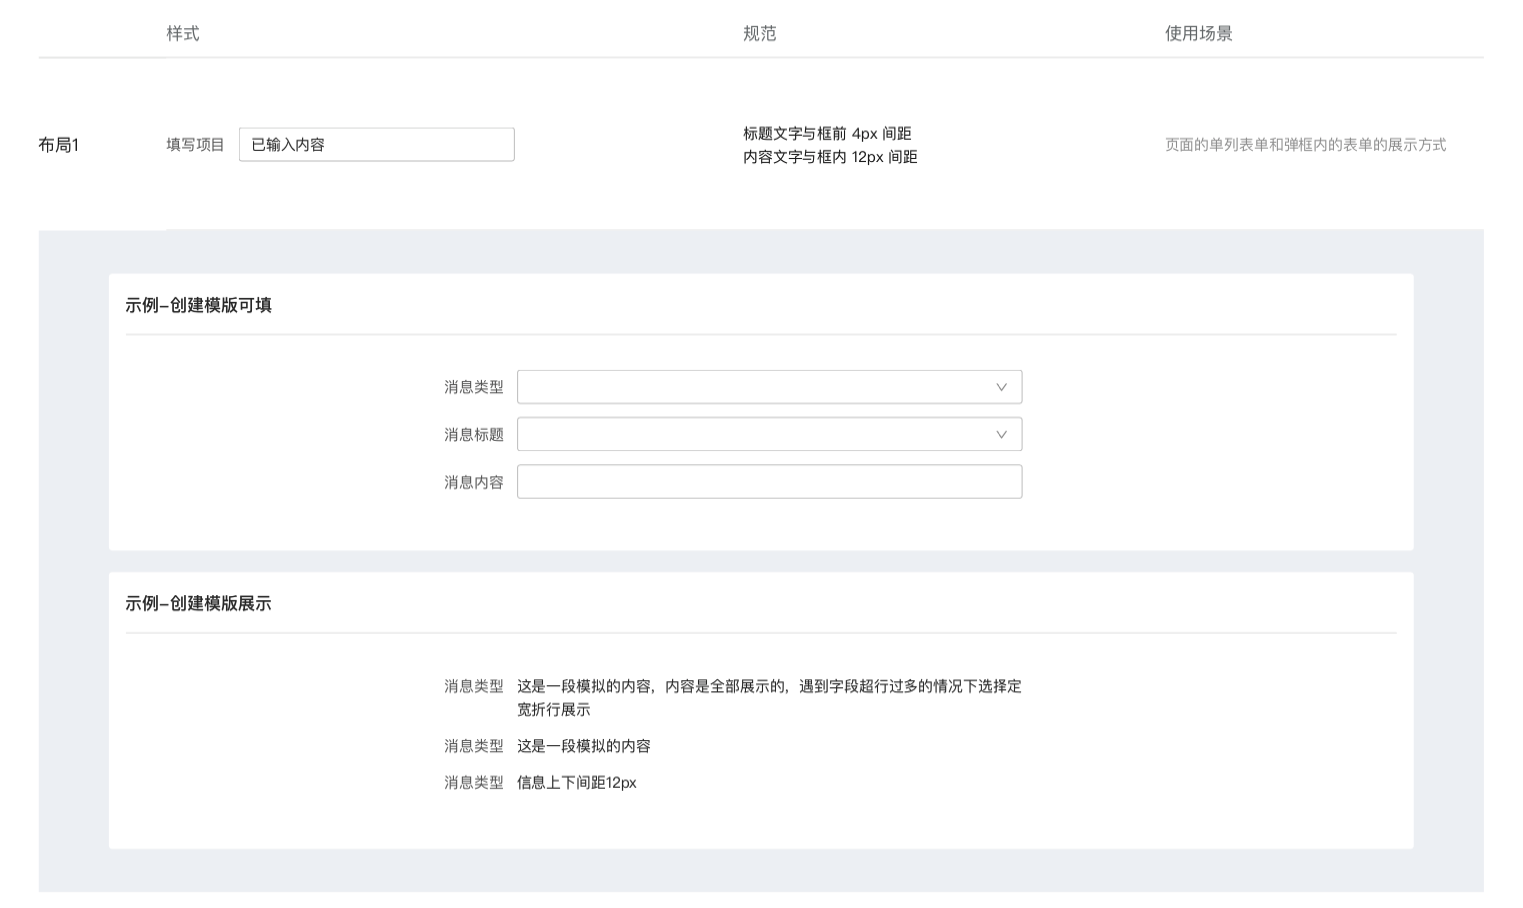 样式 规范 使用场景
布局1 填写项目 已输入内容 标题文字与框前 4px 间距 页面的单列表单和弹框内的表单的展示方式
内容文字与框内 12px 间距
示例-创建模版可填
消息类型
消息标题
消息内容
示例-创建模版展示
消息类型 这是一段模拟的内容，内容是全部展示的，遇到字段超行过多的情况下选择定
宽折行展示
消息类型 这是一段模拟的内容
消息类型 信息上下间距12px